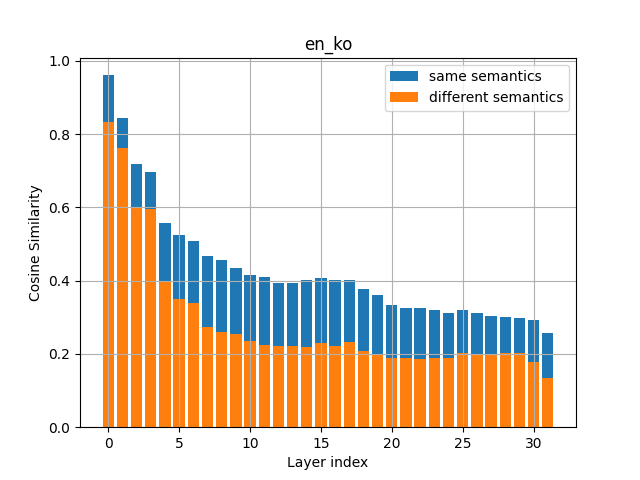 en_ko
same semantics
different semantics
Cosine Similarity
1.0
0.8
0.6
0.4
0.2
0.0
0 5 10 15 20 25 30
Layer index